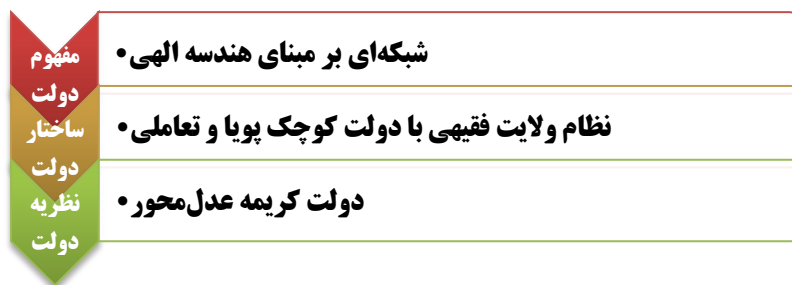 مفهوم
دولت
شبکه‌ای بر مبنای هندسه الهی•
ساختار
دولت
نظام ولایت فقیهی با دولت کوچک پویا و تعاملی•
نظریه
دولت
دولت کریمه عدل‌محور•